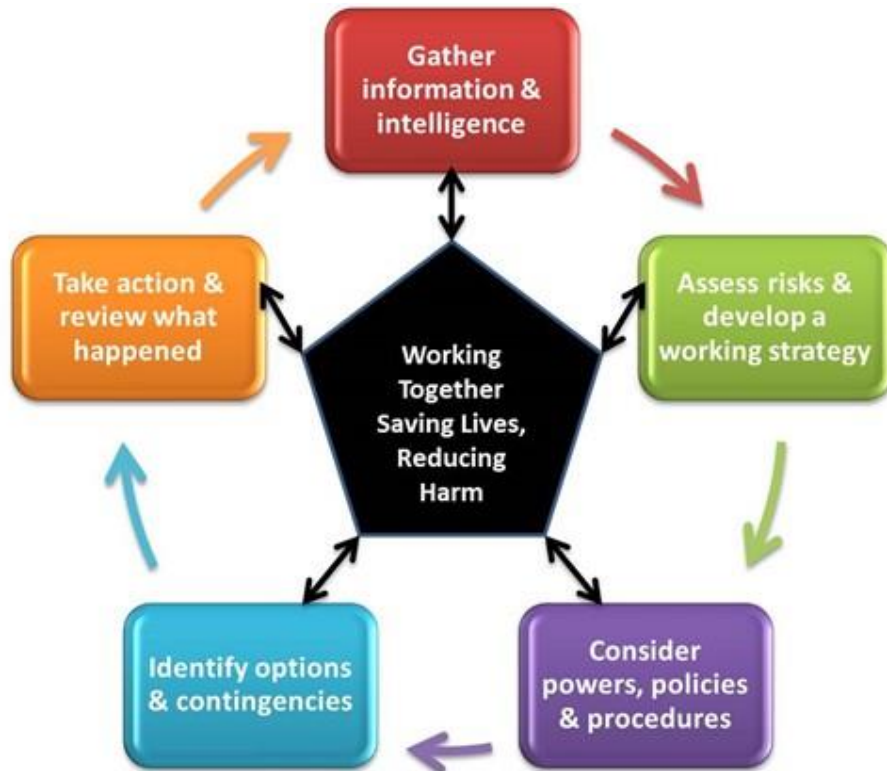 Gather
information &
intelligence
Assess risks &
develop a
working strategy
Consider
powers, policies
& procedures
Identify options
& contingencies
Take action &
review what
happened
Working
Together
Saving Lives,
Reducing
Harm